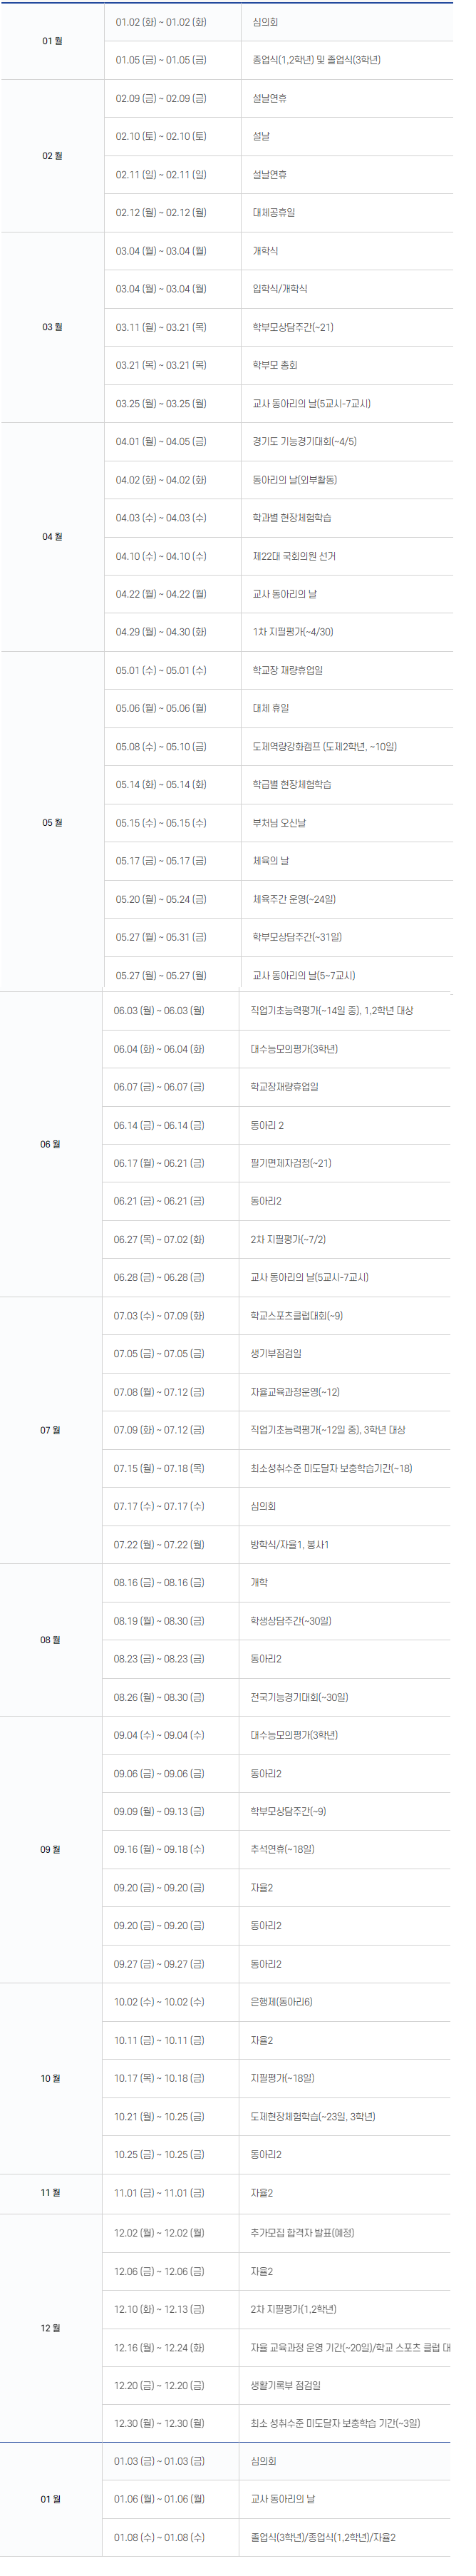 01 월
01.02 (화) ~ 01.02 (화) 심의회
01.05 (금) ~ 01.05 (금) 종업식(1,2학년) 및 졸업식(3학년)
02 월
02.09 (금) ~ 02.09 (금) 설날연휴
02.10 (토) ~ 02.10 (토) 설날
02.11 (일) ~ 02.11 (일) 설날연휴
02.12 (월) ~ 02.12 (월) 대체공휴일
03 월
03.04 (월) ~ 03.04 (월) 개학식
03.04 (월) ~ 03.04 (월) 입학식/개학식
03.11 (월) ~ 03.21 (목) 학부모상담주간(~21)
03.21 (목) ~ 03.21 (목) 학부모 총회
03.25 (월) ~ 03.25 (월) 교사 동아리의 날(5교시-7교시)
04 월
04.01 (월) ~ 04.05 (금) 경기도 기능경기대회(~4/5)
04.02 (화) ~ 04.02 (화) 동아리의 날(외부활동)
04.03 (수) ~ 04.03 (수) 학과별 현장체험학습
04.10 (수) ~ 04.10 (수) 제22대 국회의원 선거
04.22 (월) ~ 04.22 (월) 교사 동아리의 날
04.29 (월) ~ 04.30 (화) 1차 지필평가(~4/30)
05 월
05.01 (수) ~ 05.01 (수) 학교장 재량휴업일
05.06 (월) ~ 05.06 (월) 대체 휴일
05.08 (수) ~ 05.10 (금) 도제역량강화캠프 (도제2학년, ~10일)
05.14 (화) ~ 05.14 (화) 학급별 현장체험학습
05.15 (수) ~ 05.15 (수) 부처님 오신날
05.17 (금) ~ 05.17 (금) 체육의 날
05.20 (월) ~ 05.24 (금) 체육주간 운영(~24일)
05.27 (월) ~ 05.31 (금) 학부모상담주간(~31일)
05.27 (월) ~ 05.27 (월) 교사 동아리의 날(5~7교시)
06 월
06.03 (월) ~ 06.03 (월) 직업기초능력평가(~14일 중), 1,2학년 대상
06.04 (화) ~ 06.04 (화) 대수능모의평가(3학년)
06.07 (금) ~ 06.07 (금) 학교장재량휴업일
06.14 (금) ~ 06.14 (금) 동아리 2
06.17 (월) ~ 06.21 (금) 필기면제자검정(~21)
06.21 (금) ~ 06.21 (금) 동아리2
06.27 (목) ~ 07.02 (화) 2차 지필평가(~7/2)
06.28 (금) ~ 06.28 (금) 교사 동아리의 날(5교시-7교시)
07 월
07.03 (수) ~ 07.09 (화) 학교스포츠클럽대회(~9)
07.05 (금) ~ 07.05 (금) 생기부점검일
07.08 (월) ~ 07.12 (금) 자율교육과정운영(~12)
07.09 (화) ~ 07.12 (금) 직업기초능력평가(~12일 중), 3학년 대상
07.15 (월) ~ 07.18 (목) 최소성취수준 미도달자 보충학습기간(~18)
07.17 (수) ~ 07.17 (수) 심의회
07.22 (월) ~ 07.22 (월) 방학식/자율1, 봉사1
08 월
08.16 (금) ~ 08.16 (금) 개학
08.19 (월) ~ 08.30 (금) 학생상담주간(~30일)
08.23 (금) ~ 08.23 (금) 동아리2
08.26 (월) ~ 08.30 (금) 전국기능경기대회(~30일)
09 월
09.04 (수) ~ 09.04 (수) 대수능모의평가(3학년)
09.06 (금) ~ 09.06 (금) 동아리2
09.09 (월) ~ 09.13 (금) 학부모상담주간(~9)
09.16 (월) ~ 09.18 (수) 추석연휴(~18일)
09.20 (금) ~ 09.20 (금) 자율2
09.20 (금) ~ 09.20 (금) 동아리2
09.27 (금) ~ 09.27 (금) 동아리2
10 월
10.02 (수) ~ 10.02 (수) 은행제(동아리6)
10.11 (금) ~ 10.11 (금) 자율2
10.17 (목) ~ 10.18 (금) 지필평가(~18일)
10.21 (월) ~ 10.25 (금) 도제현장체험학습(~23일, 3학년)
10.25 (금) ~ 10.25 (금) 동아리2
11 월
11.01 (금) ~ 11.01 (금) 자율2
12 월
12.02 (월) ~ 12.02 (월) 추가모집 합격자 발표(예정)
12.06 (금) ~ 12.06 (금) 자율2
12.10 (화) ~ 12.13 (금) 2차 지필평가(1,2학년)
12.16 (월) ~ 12.24 (화) 자율 교육과정 운영 기간(~20일)/학교 스포츠 클럽 대
12.20 (금) ~ 12.20 (금) 생활기록부 점검일
12.30 (월) ~ 12.30 (월) 최소 성취수준 미도달자 보충학습 기간(~3일)
01 월
01.03 (금) ~ 01.03 (금) 심의회
01.06 (월) ~ 01.06 (월) 교사 동아리의 날
01.08 (수) ~ 01.08 (수) 졸업식(3학년)/종업식(1,2학년)/자율2